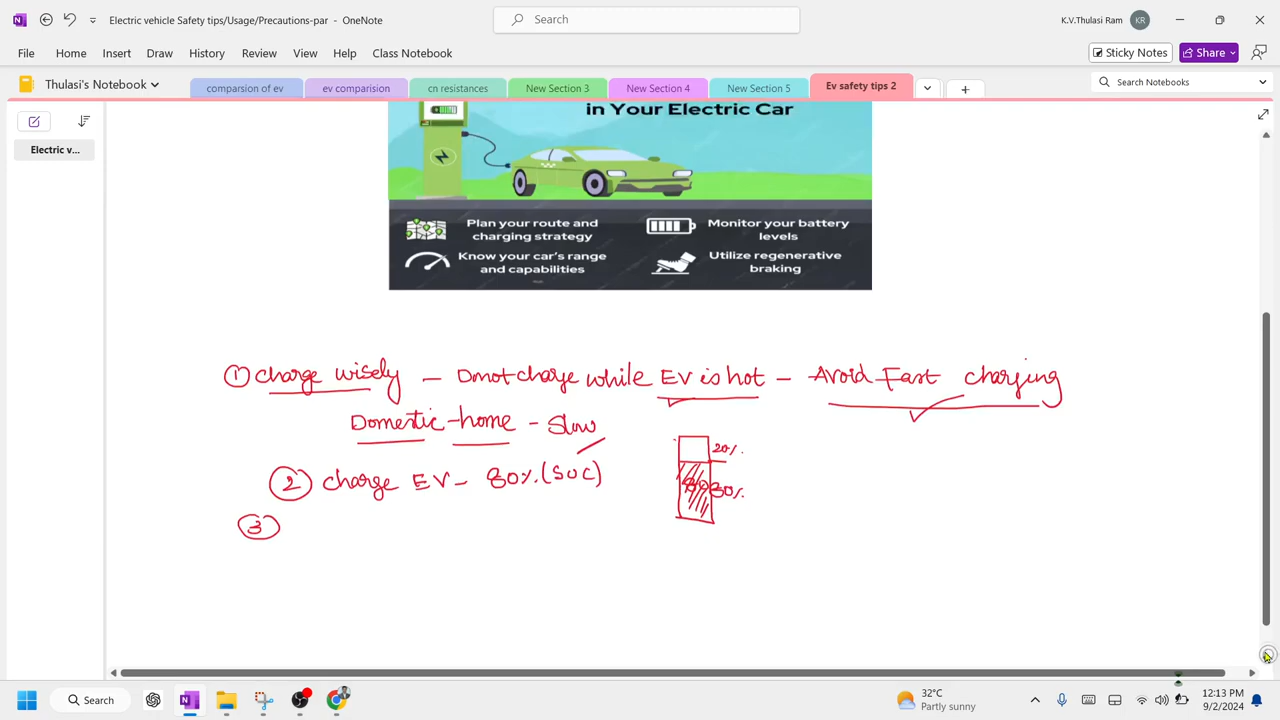 Electric vehicle Safety tips/Usage/Precautions-par - OneNote
Search
K.V.Thulasi Ram
KR
File Home Insert Draw History Review View Help Class Notebook
Sticky Notes
Share
Thulasi's Notebook
comparsion of ev
ev comparision
cn resistances
New Section 3
New Section 4
New Section 5
Ev safety tips 2
Search Notebooks
Electric v...
in Your Electric Car
Plan your route and
charging strategy
Monitor your battery
levels
Know your car's range
and capabilities
Utilize regenerative
braking
① charge wisely - Donot charge while EV is hot - Avoid Fast charging
Domestic - home - Slow
20%.
② charge EV - 80%. (SOC)
80%.
③
Search
32°C
Partly sunny
12:13 PM
9/2/2024